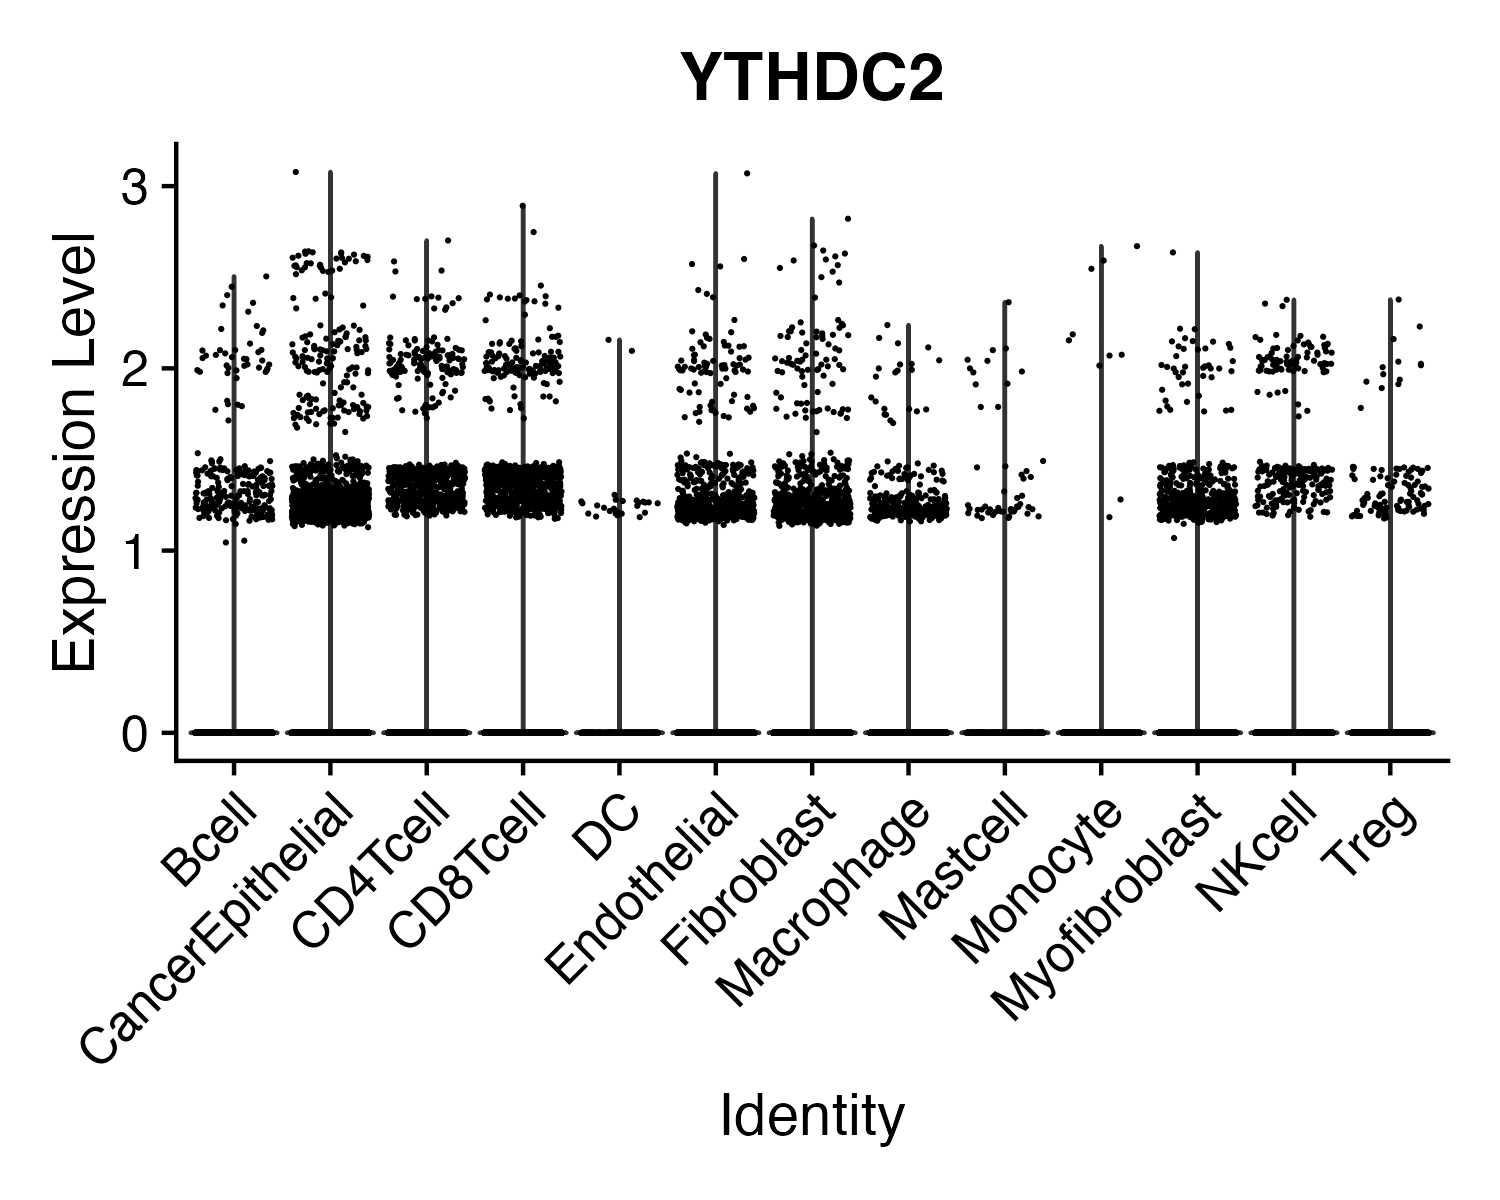 YTHDC2
Expression Level
3
2
1
0
Bcell
CancerEpithelial
CD4Tcell
CD8Tcell
DC
Endothelial
Fibroblast
Macrophage
Mastcell
Monocyte
Myofibroblast
NKcell
Treg
Identity